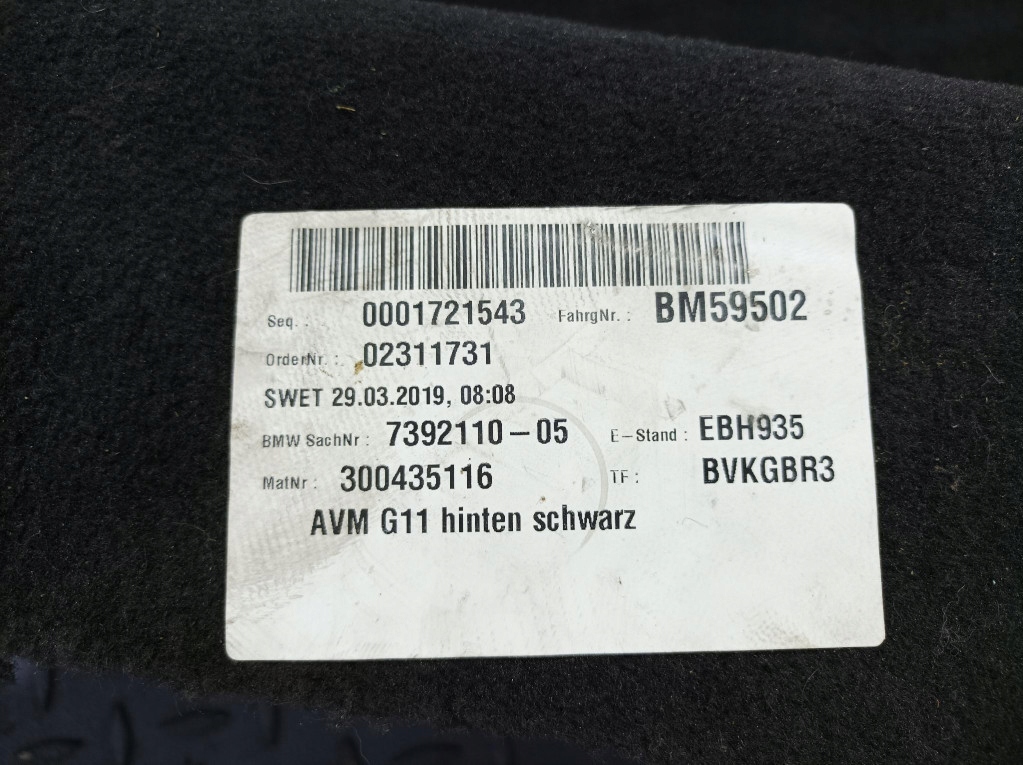 Seq. : 0001721543 FahrgNr. : BM59502
OrderNr. : 02311731
SWET 29.03.2019, 08:08
BMW SachNr : 7392110-05 E-Stand : EBH935
MatNr : 300435116 TF : BVKGBR3
AVM G11 hinten schwarz